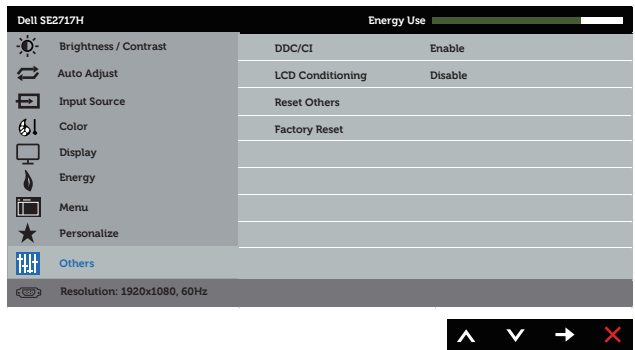 Dell SE2717H Energy Use
Brightness / Contrast DDC/CI Enable
Auto Adjust LCD Conditioning Disable
Input Source Reset Others
Color Factory Reset
Display
Energy
Menu
Personalize
Others
Resolution: 1920x1080, 60Hz